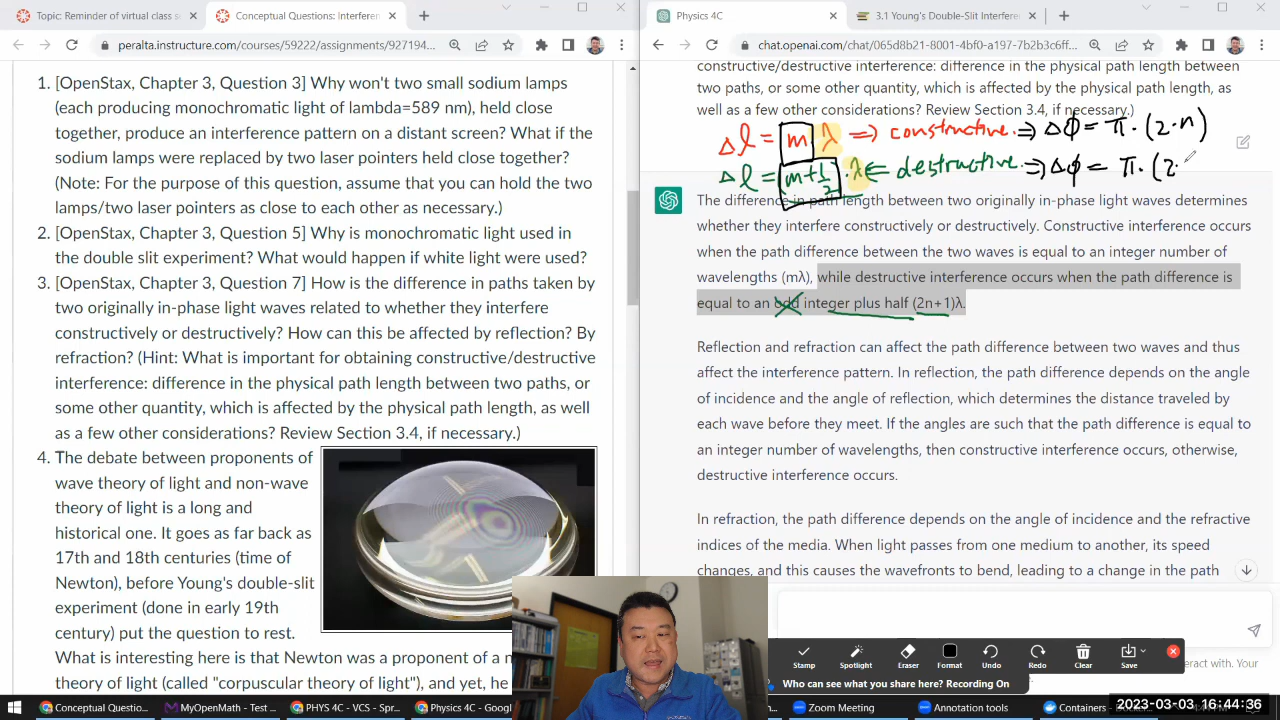 Topic: Reminder of virtual class s
Conceptual Questions: Interferen
peralta.instructure.com/courses/59222/assignments/927194...
1. [OpenStax, Chapter 3, Question 3] Why won't two small sodium lamps
(each producing monochromatic light of lambda=589 nm), held close
together, produce an interference pattern on a distant screen? What if the
sodium lamps were replaced by two laser pointers held close together?
(Note: For the purpose of this question, assume that you can hold the two
lamps/two laser pointers as close to each other as necessary.)
2. [OpenStax, Chapter 3, Question 5] Why is monochromatic light used in
the double slit experiment? What would happen if white light were used?
3. [OpenStax, Chapter 3, Question 7] How is the difference in paths taken by
two originally in-phase light waves related to whether they interfere
constructively or destructively? How can this be affected by reflection? By
refraction? (Hint: What is important for obtaining constructive/destructive
interference: difference in the physical path length between two paths, or
some other quantity, which is affected by the physical path length, as well
as a few other considerations? Review Section 3.4, if necessary.)
4. The debate between proponents of
wave theory of light and non-wave
theory of light is a long and
historical one. It goes as far back as
17th and 18th centuries (time of
Newton), before Young's double-slit
experiment (done in early 19th
century) put the question to rest.
What is interesting here is that Newton was a proponent of a n
theory of light (called "corpuscular theory of light"), and yet, he
Physics 4C
3.1 Young's Double-Slit Interferen
chat.openai.com/chat/065d8b21-8001-4bf0-a197-7b2b3c6ff...
constructive/destructive interference: difference in the physical path length between
two paths, or some other quantity, which is affected by the physical path length, as
well as a few other considerations? Review Section 3.4, if necessary.)
Δl = m λ ⇒ constructive. ⇒ Δϕ = π·(2·n)
Δl = (m+1/2)·λ ⇐ destructive. ⇒ Δϕ = π·(2·
The difference in path length between two originally in-phase light waves determines
whether they interfere constructively or destructively. Constructive interference occurs
when the path difference between the two waves is equal to an integer number of
wavelengths (mλ), while destructive interference occurs when the path difference is
equal to an odd integer plus half (2n+1)λ.
Reflection and refraction can affect the path difference between two waves and thus
affect the interference pattern. In reflection, the path difference depends on the angle
of incidence and the angle of reflection, which determines the distance traveled by
each wave before they meet. If the angles are such that the path difference is equal to
an integer number of wavelengths, then constructive interference occurs, otherwise,
destructive interference occurs.
In refraction, the path difference depends on the angle of incidence and the refractive
indices of the media. When light passes from one medium to another, its speed
changes, and this causes the wavefronts to bend, leading to a change in the path
Stamp Spotlight Eraser Format Undo Redo Clear Save
Who can see what you share here? Recording On
eract with. Your
Conceptual Questio
MyOpenMath - Test
PHYS 4C - VCS - Spr
Physics 4C - Google
Zoom Meeting
Annotation tools
Containers
2023-03-03 16:44:36